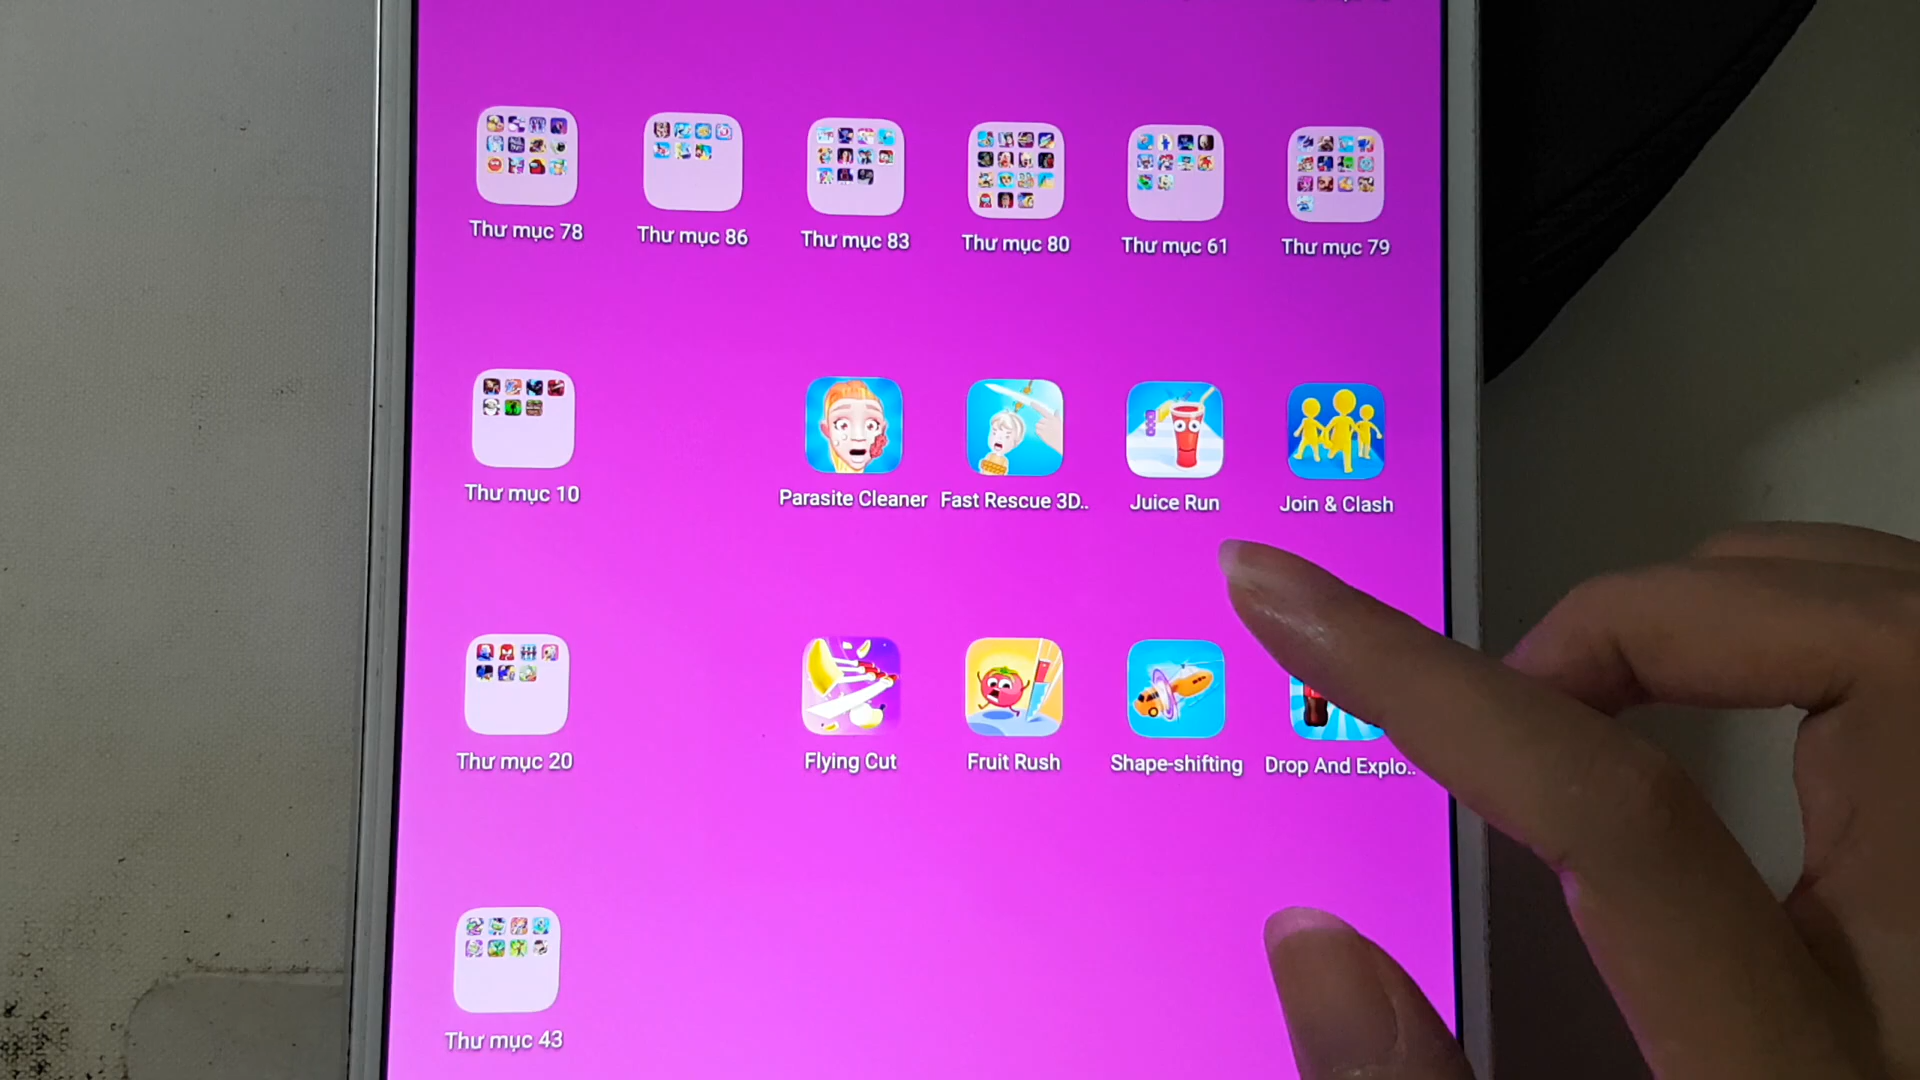 Thư mục 78
Thư mục 86
Thư mục 83
Thư mục 80
Thư mục 61
Thư mục 79
Thư mục 10
Parasite Cleaner
Fast Rescue 3D..
Juice Run
Join & Clash
Thư mục 20
Flying Cut
Fruit Rush
Shape-shifting
Drop And Explo..
Thư mục 43